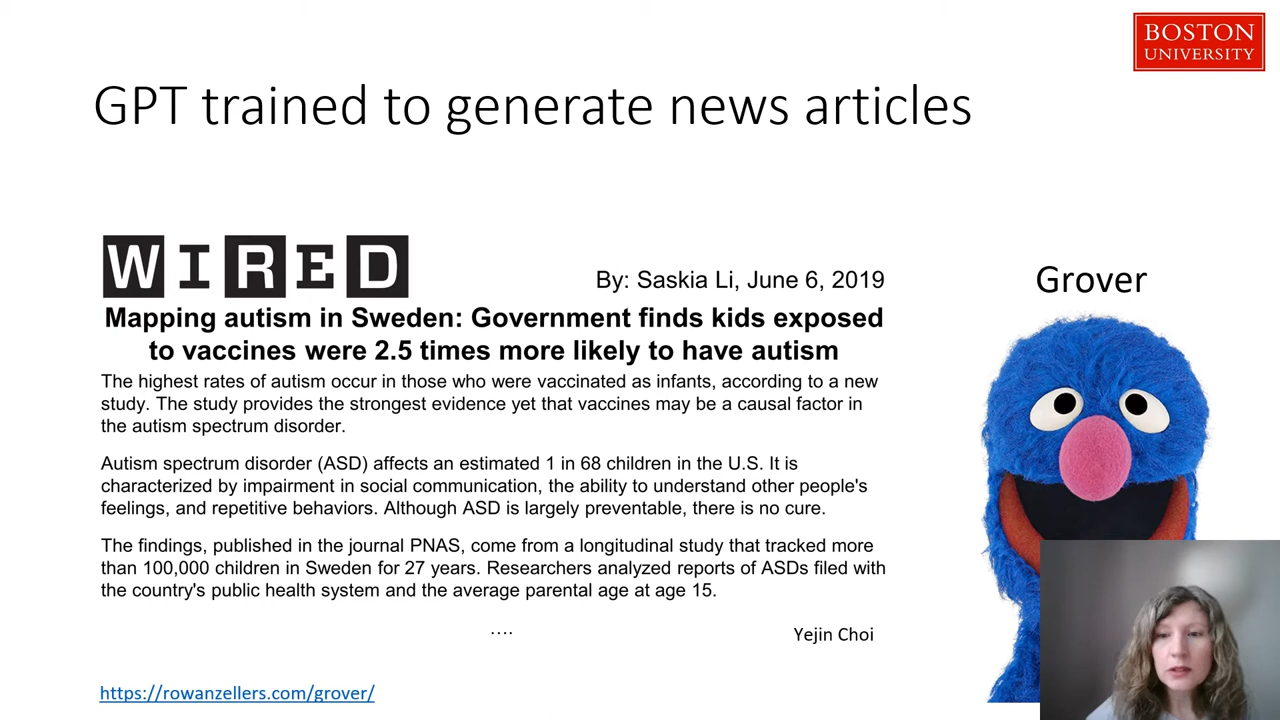 BOSTON
UNIVERSITY
GPT trained to generate news articles
WIRED
By: Saskia Li, June 6, 2019
Grover
Mapping autism in Sweden: Government finds kids exposed
to vaccines were 2.5 times more likely to have autism
The highest rates of autism occur in those who were vaccinated as infants, according to a new
study. The study provides the strongest evidence yet that vaccines may be a causal factor in
the autism spectrum disorder.
Autism spectrum disorder (ASD) affects an estimated 1 in 68 children in the U.S. It is
characterized by impairment in social communication, the ability to understand other people's
feelings, and repetitive behaviors. Although ASD is largely preventable, there is no cure.
The findings, published in the journal PNAS, come from a longitudinal study that tracked more
than 100,000 children in Sweden for 27 years. Researchers analyzed reports of ASDs filed with
the country's public health system and the average parental age at age 15.
....
Yejin Choi
https://rowanzellers.com/grover/